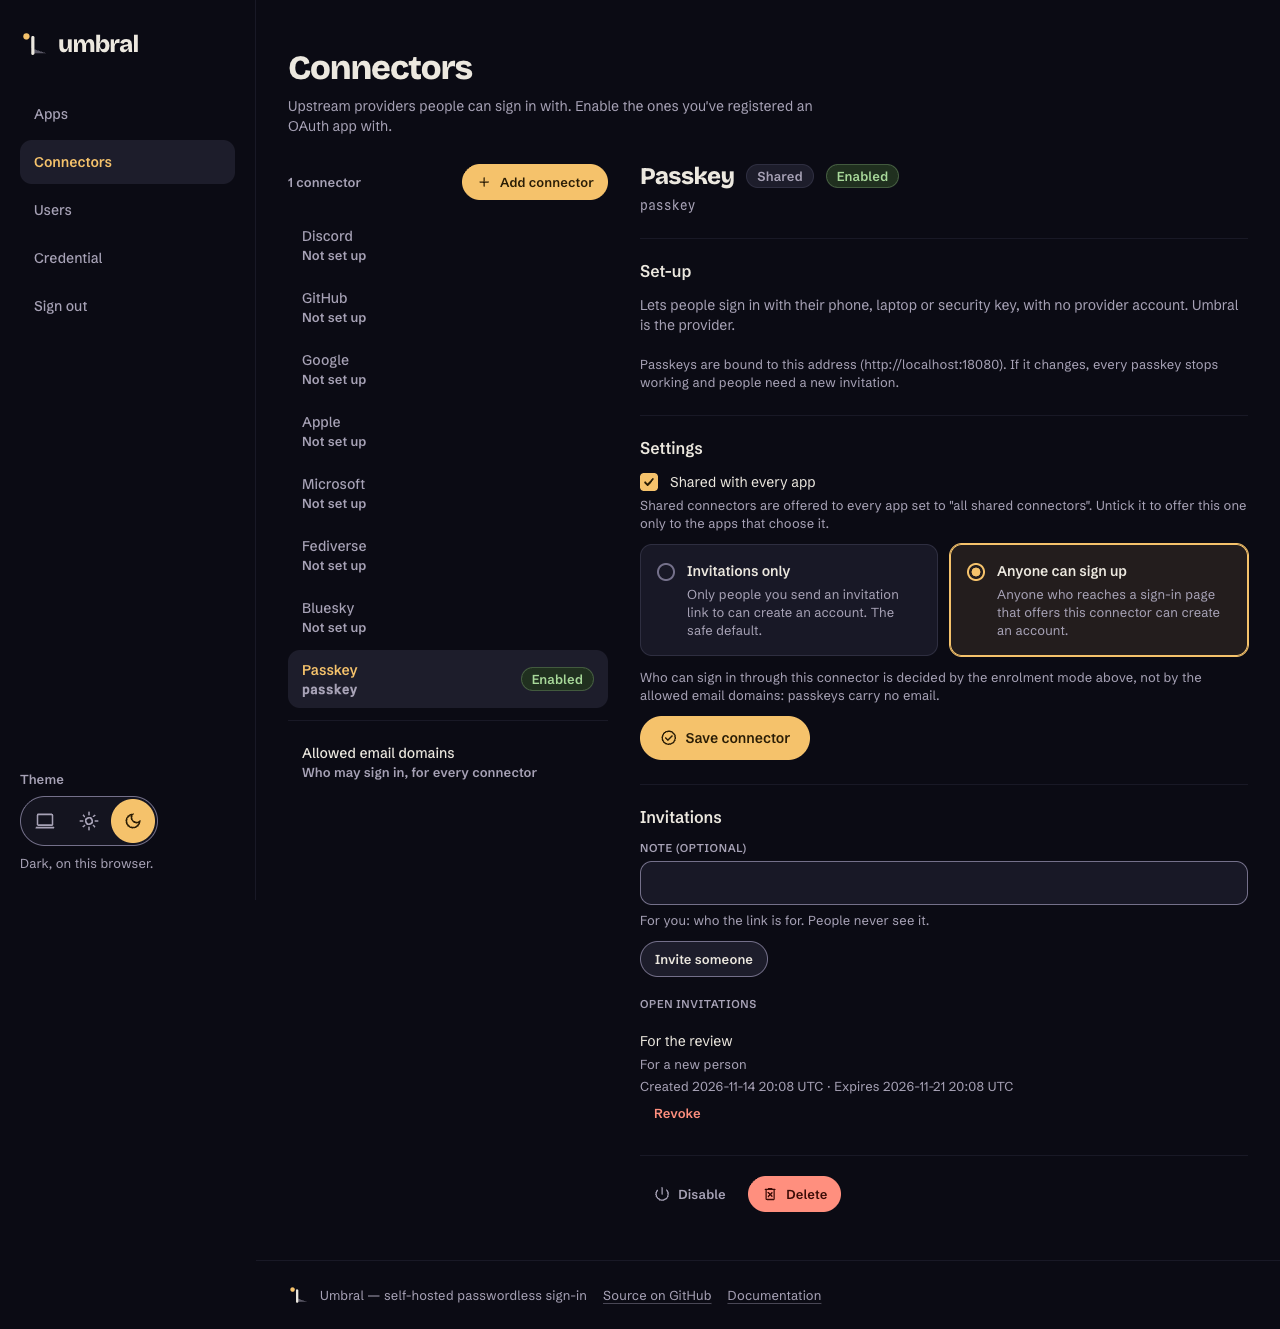 umbral
Apps
Connectors
Users
Credential
Sign out
Theme
Dark, on this browser.
Connectors
Upstream providers people can sign in with. Enable the ones you've registered an
OAuth app with.
1 connector
Add connector
Discord
Not set up
GitHub
Not set up
Google
Not set up
Apple
Not set up
Microsoft
Not set up
Fediverse
Not set up
Bluesky
Not set up
Passkey
passkey
Enabled
Allowed email domains
Who may sign in, for every connector
Passkey Shared Enabled
passkey
Set-up
Lets people sign in with their phone, laptop or security key, with no provider account. Umbral
is the provider.
Passkeys are bound to this address (http://localhost:18080). If it changes, every passkey stops
working and people need a new invitation.
Settings
Shared with every app
Shared connectors are offered to every app set to "all shared connectors". Untick it to offer this one
only to the apps that choose it.
Invitations only
Only people you send an invitation
link to can create an account. The
safe default.
Anyone can sign up
Anyone who reaches a sign-in page
that offers this connector can create
an account.
Who can sign in through this connector is decided by the enrolment mode above, not by the
allowed email domains: passkeys carry no email.
Save connector
Invitations
NOTE (OPTIONAL)
For you: who the link is for. People never see it.
Invite someone
OPEN INVITATIONS
For the review
For a new person
Created 2026-11-14 20:08 UTC · Expires 2026-11-21 20:08 UTC
Revoke
Disable
Delete
Umbral — self-hosted passwordless sign-in Source on GitHub Documentation